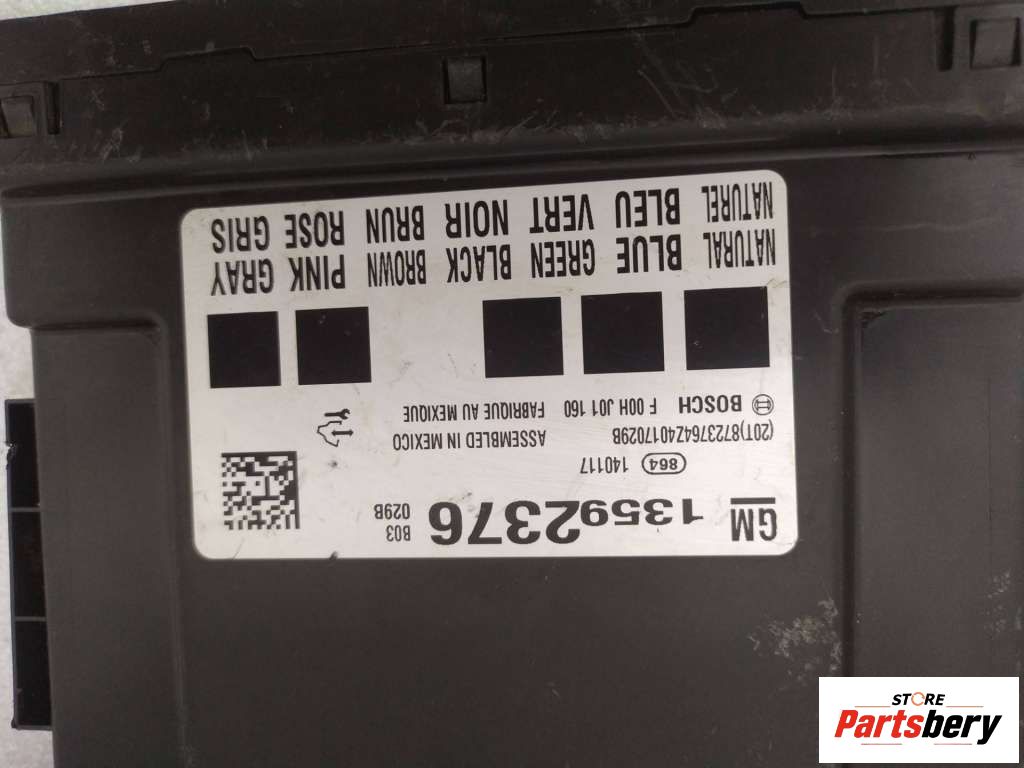 GM 13592376 B03
029B
864 140117
(20T)8723764Z4017029B ASSEMBLED IN MEXICO
BOSCH F 00H J01 160 FABRIQUE AU MEXIQUE
NATURAL BLUE GREEN BLACK BROWN PINK GRAY
NATUREL BLEU VERT NOIR BRUN ROSE GRIS
STORE
Partsbery